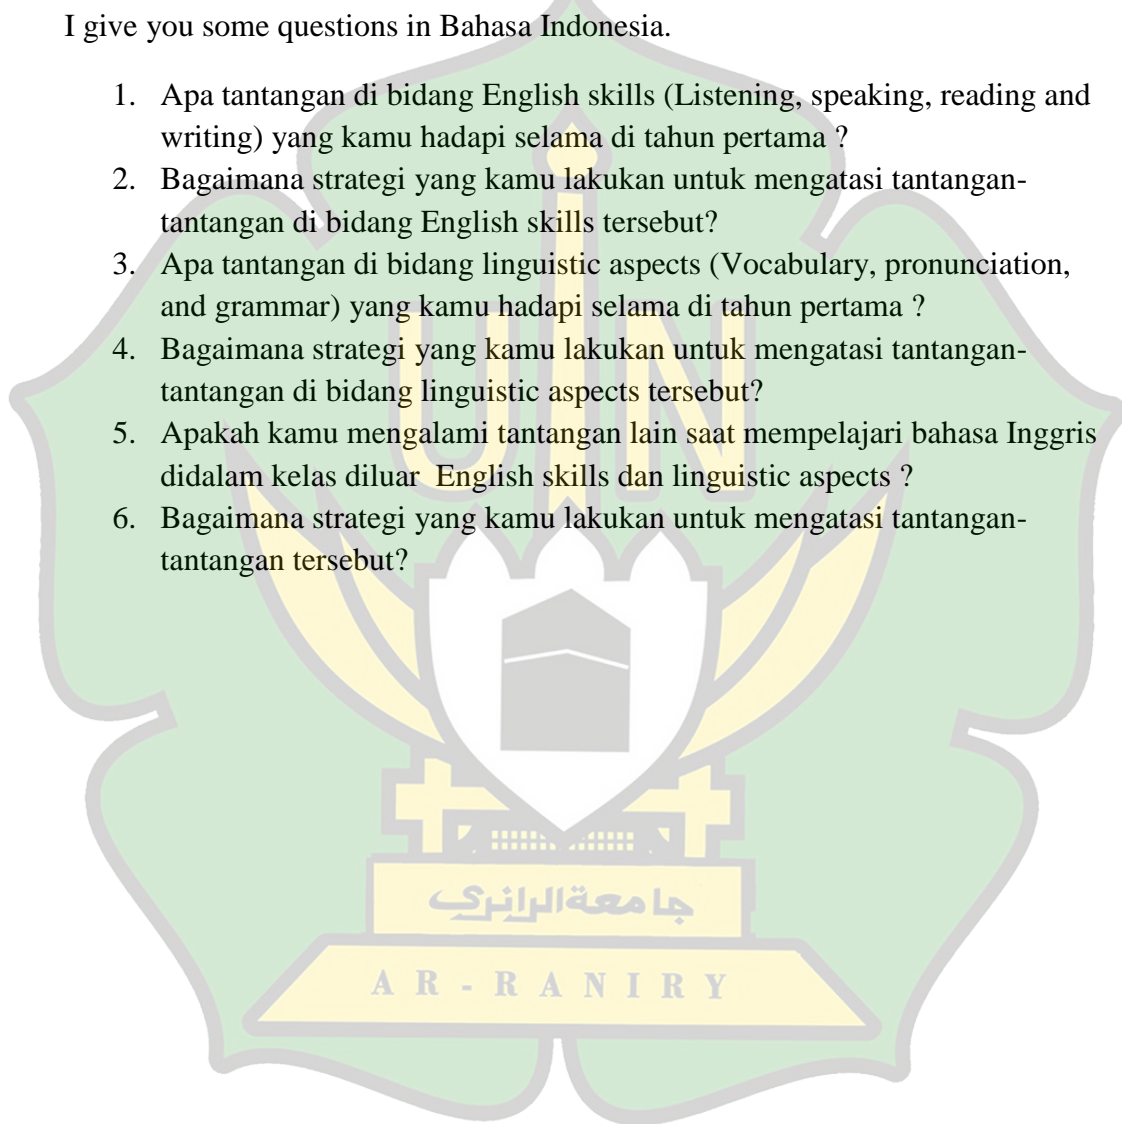 I give you some questions in Bahasa Indonesia.
1. Apa tantangan di bidang English skills (Listening, speaking, reading and
writing) yang kamu hadapi selama di tahun pertama ?
2. Bagaimana strategi yang kamu lakukan untuk mengatasi tantangan-
tantangan di bidang English skills tersebut?
3. Apa tantangan di bidang linguistic aspects (Vocabulary, pronunciation,
and grammar) yang kamu hadapi selama di tahun pertama ?
4. Bagaimana strategi yang kamu lakukan untuk mengatasi tantangan-
tantangan di bidang linguistic aspects tersebut?
5. Apakah kamu mengalami tantangan lain saat mempelajari bahasa Inggris
didalam kelas diluar  English skills dan linguistic aspects ?
6. Bagaimana strategi yang kamu lakukan untuk mengatasi tantangan-
tantangan tersebut?
UIN
جامعة الرانري
AR-RANIRY